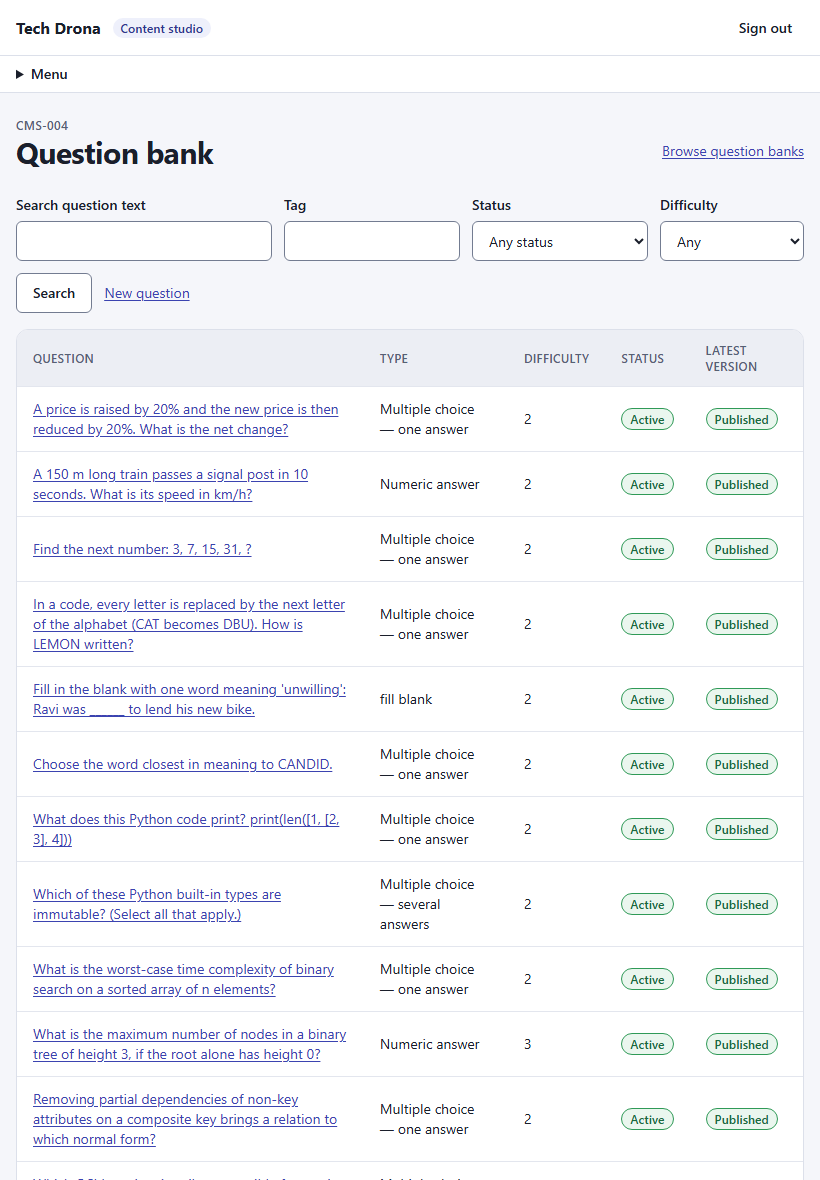 Tech Drona Content studio Sign out
Menu
CMS-004
Question bank
Browse question banks
Search question text Tag Status Difficulty
Any status Any
Search New question
QUESTION TYPE DIFFICULTY STATUS LATEST VERSION
A price is raised by 20% and the new price is then
reduced by 20%. What is the net change?
Multiple choice
— one answer
2 Active Published
A 150 m long train passes a signal post in 10
seconds. What is its speed in km/h?
Numeric answer 2 Active Published
Find the next number: 3, 7, 15, 31, ?
Multiple choice
— one answer
2 Active Published
In a code, every letter is replaced by the next letter
of the alphabet (CAT becomes DBU). How is
LEMON written?
Multiple choice
— one answer
2 Active Published
Fill in the blank with one word meaning 'unwilling':
Ravi was ______ to lend his new bike.
fill blank 2 Active Published
Choose the word closest in meaning to CANDID.
Multiple choice
— one answer
2 Active Published
What does this Python code print? print(len([1, [2,
3], 4]))
Multiple choice
— one answer
2 Active Published
Which of these Python built-in types are
immutable? (Select all that apply.)
Multiple choice
— several
answers
2 Active Published
What is the worst-case time complexity of binary
search on a sorted array of n elements?
Multiple choice
— one answer
2 Active Published
What is the maximum number of nodes in a binary
tree of height 3, if the root alone has height 0?
Numeric answer 3 Active Published
Removing partial dependencies of non-key
attributes on a composite key brings a relation to
which normal form?
Multiple choice
— one answer
2 Active Published